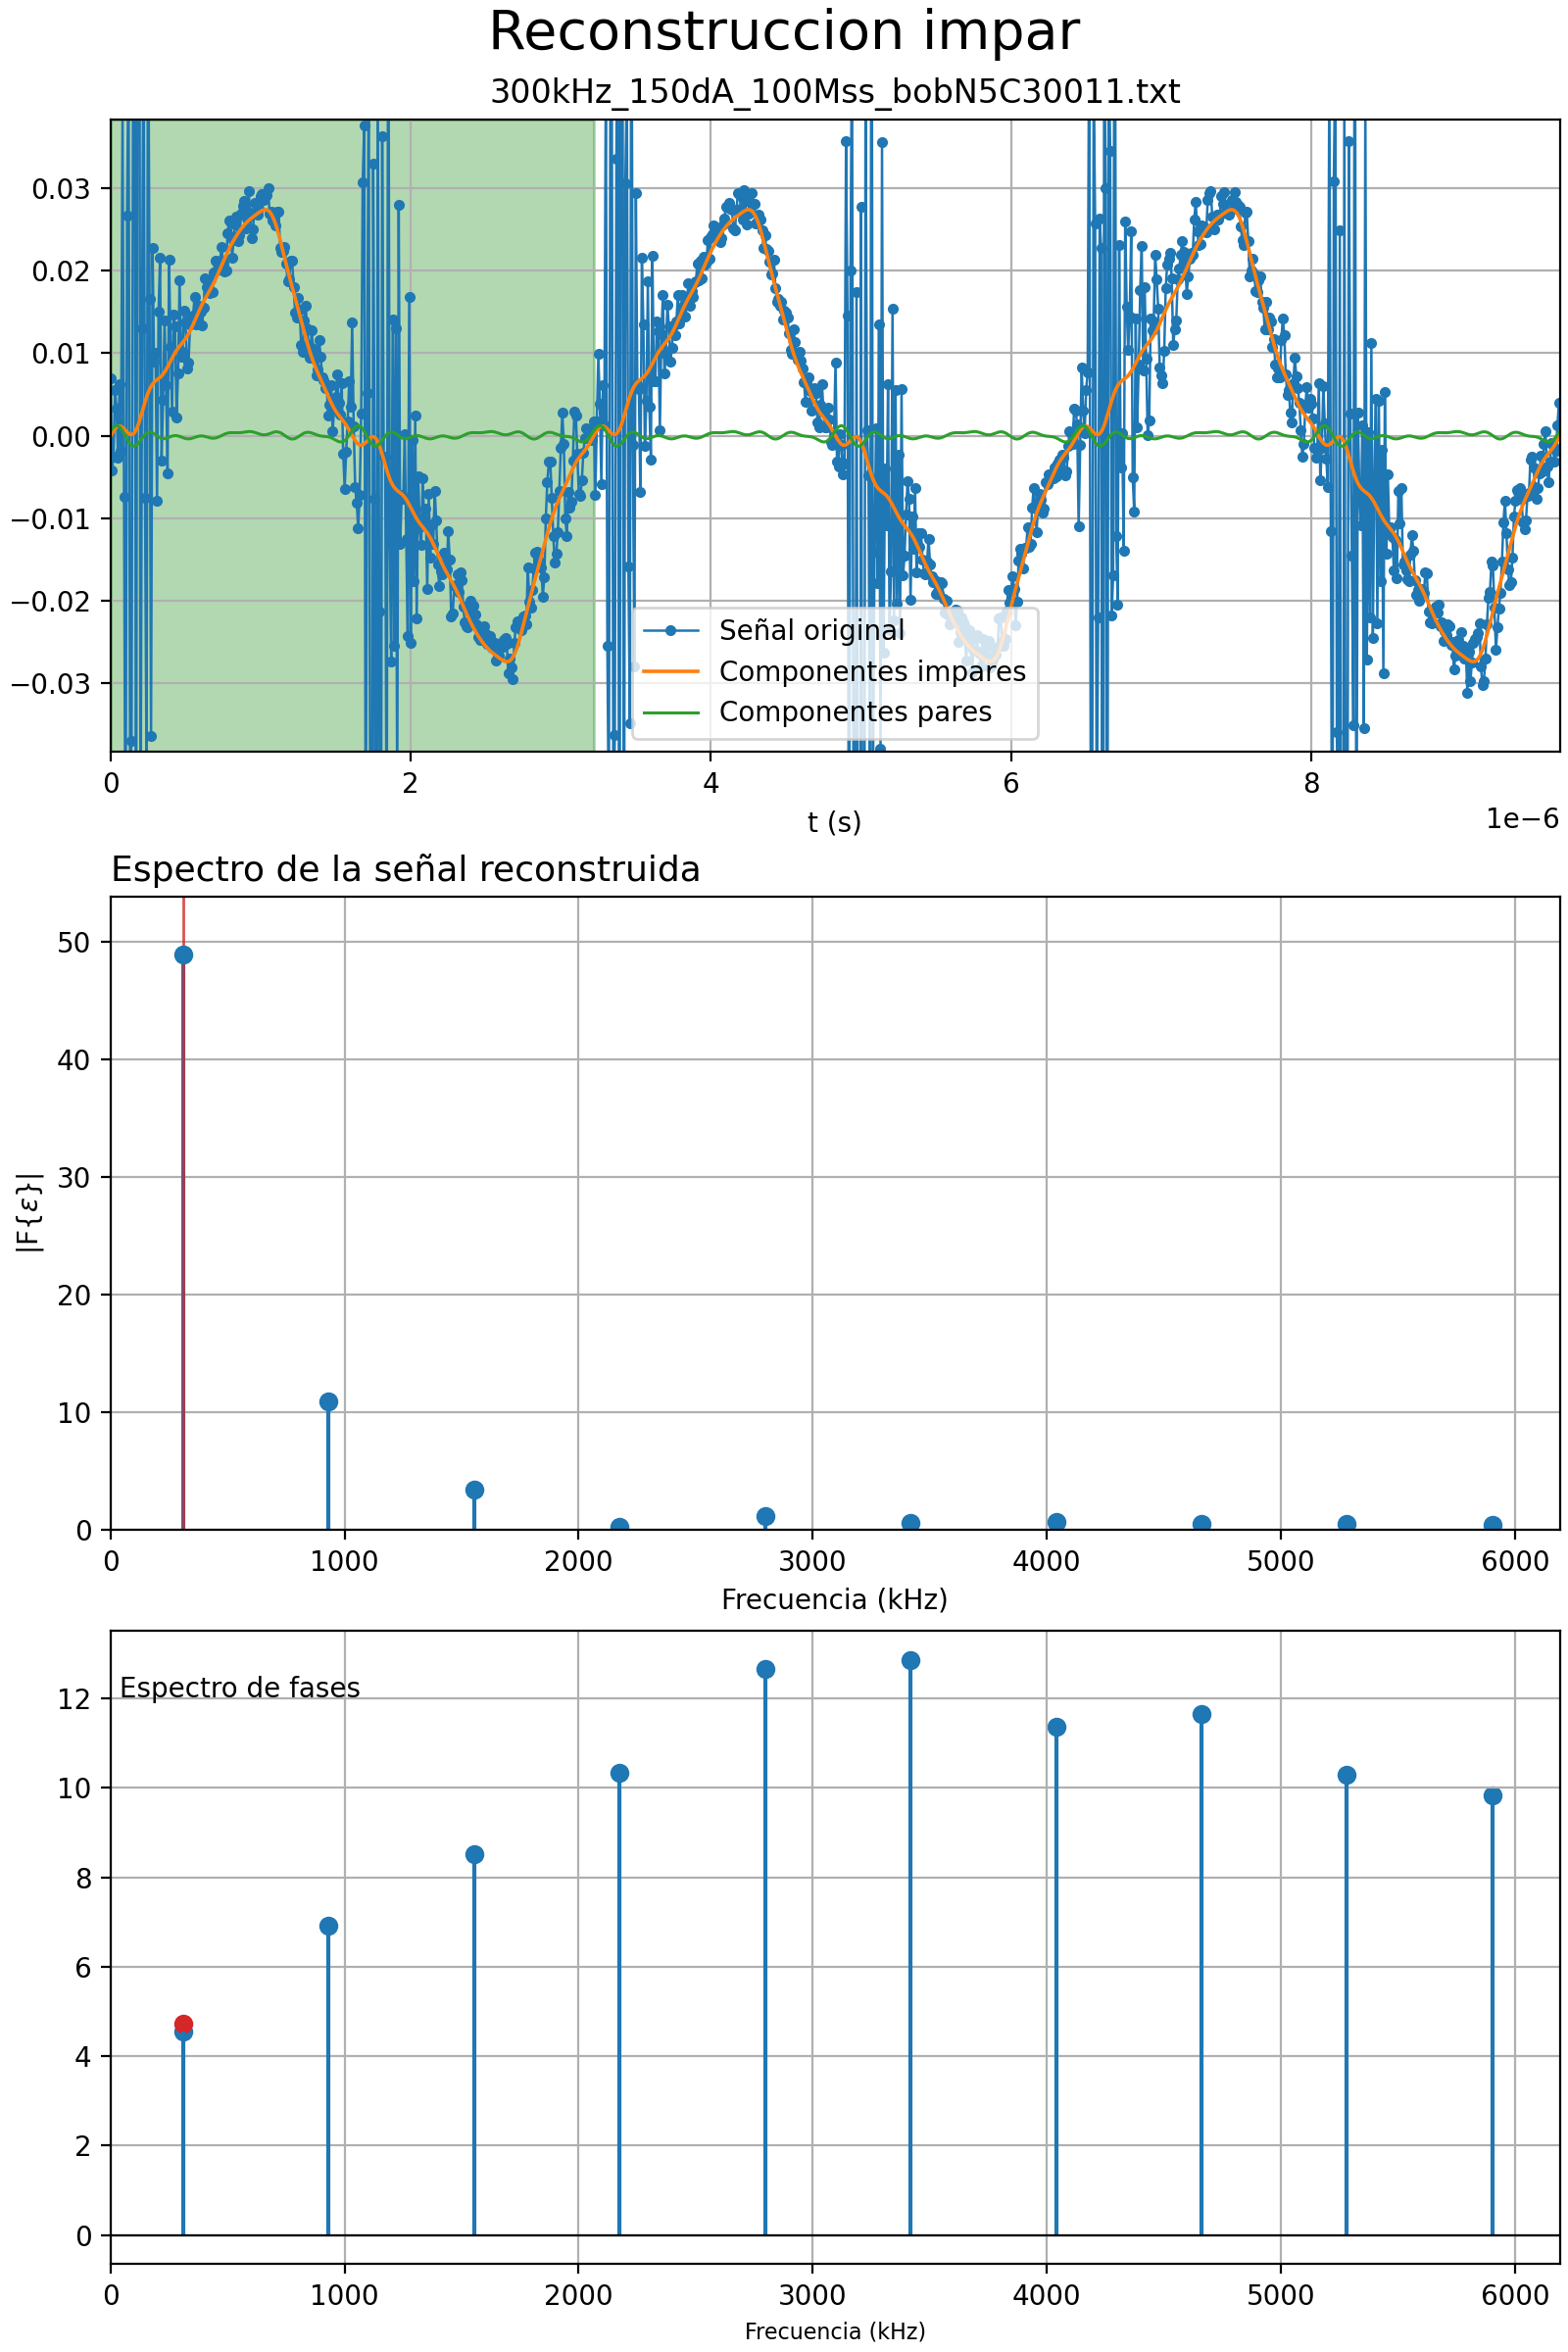 Reconstruccion impar
300kHz_150dA_100Mss_bobN5C30011.txt
0.03
0.02
0.01
0.00
−0.01
−0.02
−0.03
Señal original
Componentes impares
Componentes pares
0 2 4 6 8
t (s)
1e−6
Espectro de la señal reconstruida
50
40
30
20
10
0
|F{ε}|
0 1000 2000 3000 4000 5000 6000
Frecuencia (kHz)
Espectro de fases
12
10
8
6
4
2
0
0 1000 2000 3000 4000 5000 6000
Frecuencia (kHz)